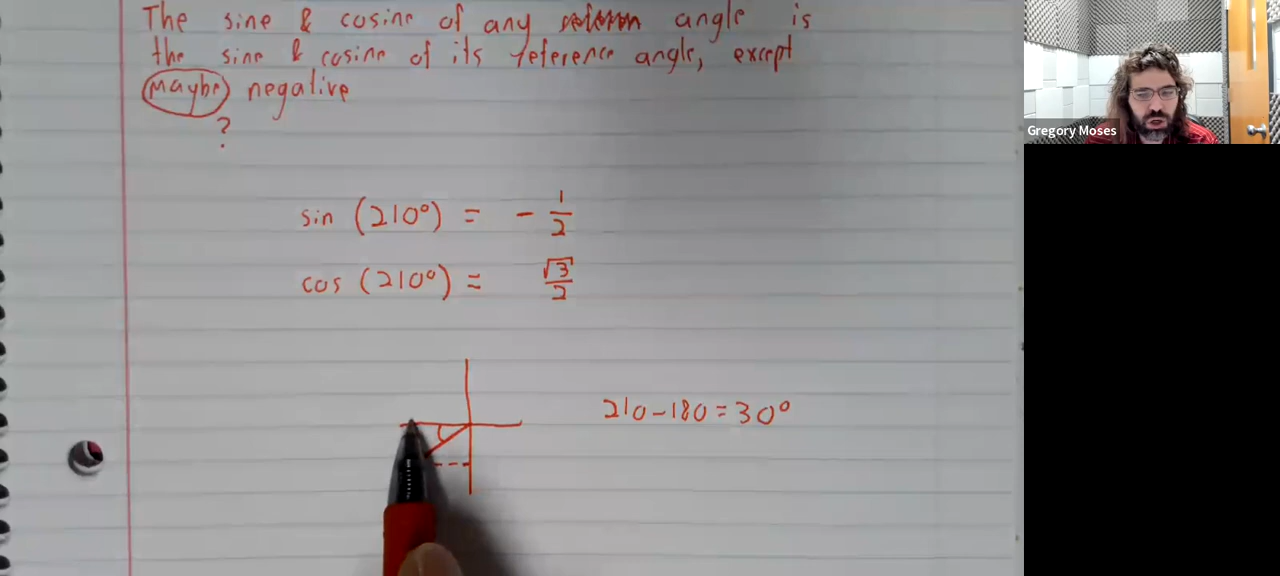 The sine & cosine of any angle is
the sine & cosine of its reference angle, except
maybe negative
?
sin (210°) = - 1/2
cos (210°) = √3/2
210-180=30°
Gregory Moses